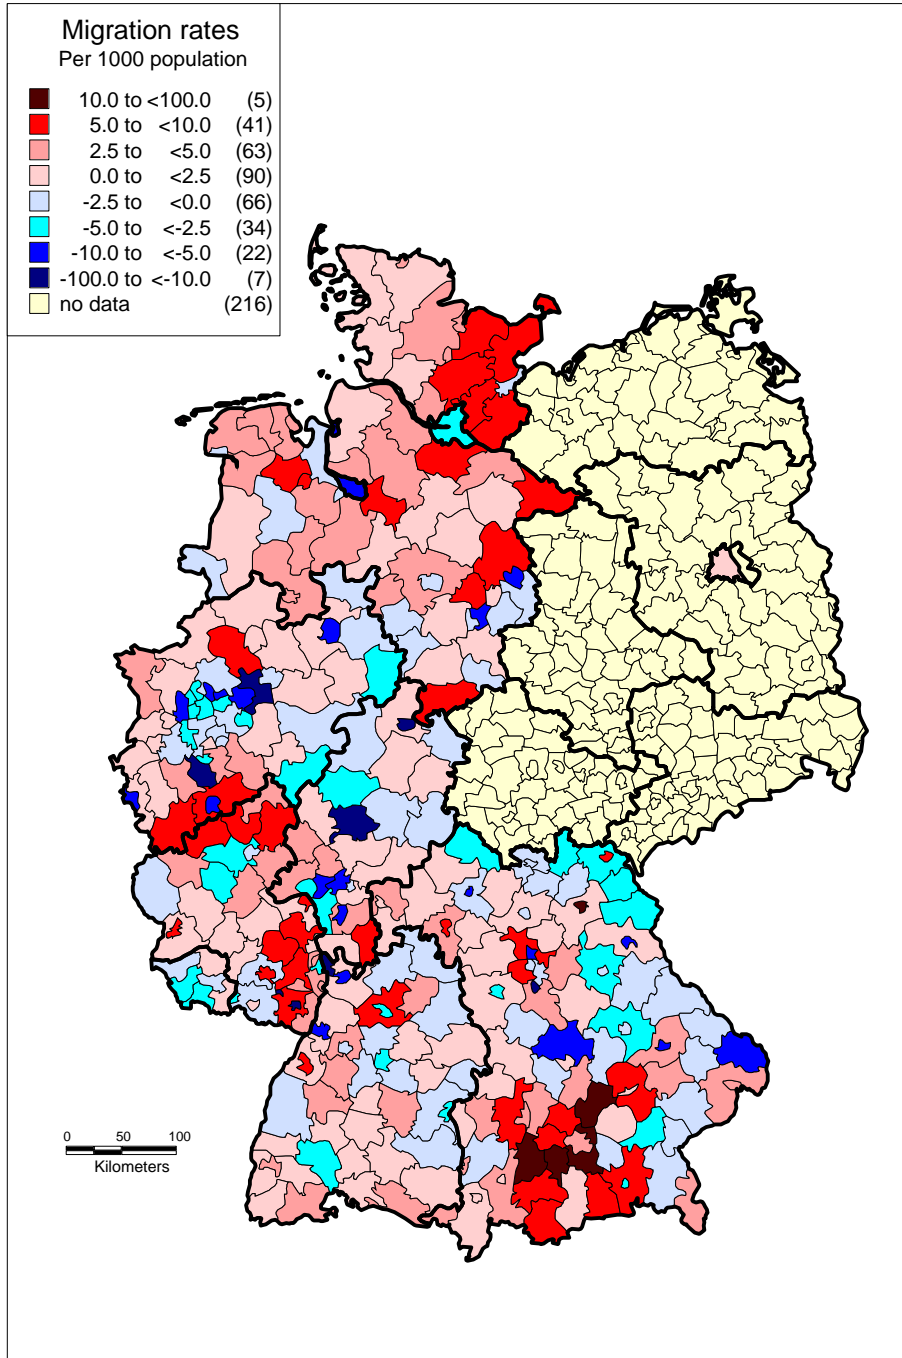 Migration rates
Per 1000 population
10.0 to <100.0 (5)
5.0 to <10.0 (41)
2.5 to <5.0 (63)
0.0 to <2.5 (90)
-2.5 to <0.0 (66)
-5.0 to <-2.5 (34)
-10.0 to <-5.0 (22)
-100.0 to <-10.0 (7)
no data (216)
0 50 100
Kilometers